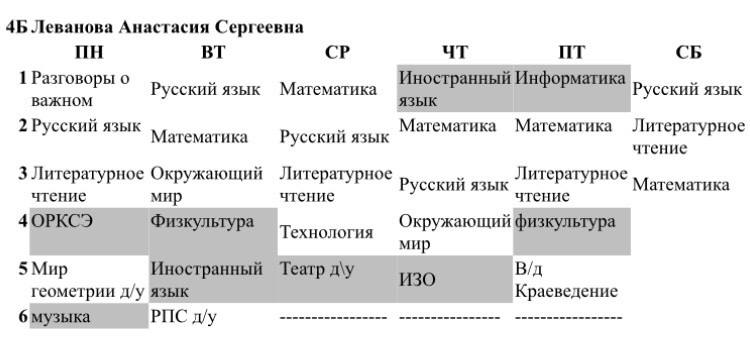 4Б Леванова Анастасия Сергеевна
ПН ВТ СР ЧТ ПТ СБ
1 Разговоры о важном Русский язык Математика Иностранный язык Информатика Русский язык
2 Русский язык Математика Русский язык Математика Математика Литературное чтение
3 Литературное чтение Окружающий мир Литературное чтение Русский язык Литературное чтение Математика
4 ОРКСЭ Физкультура Технология Окружающий мир физкультура
5 Мир геометрии д/у Иностранный язык Театр д\у ИЗО В/д Краеведение
6 музыка РПС д/у ----------------- ---------------- -----------------